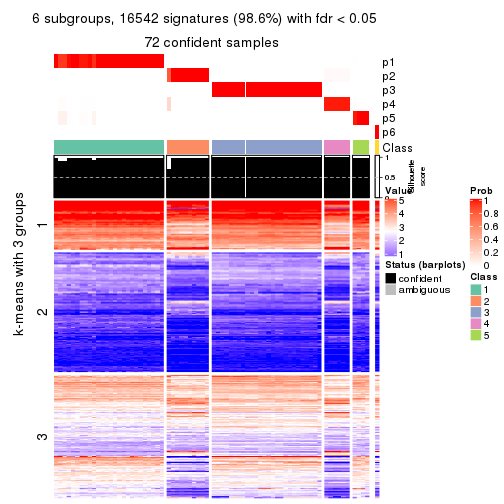 6 subgroups, 16542 signatures (98.6%) with fdr < 0.05
72 confident samples
p1
p2
p3
p4
p5
p6
Class
1
0.5
0
Silhouette
score
k-means with 3 groups
1
2
3
Value
5
4
3
2
1
Status (barplots)
confident
ambiguous
Prob
1
0.8
0.6
0.4
0.2
0
Class
1
2
3
4
5